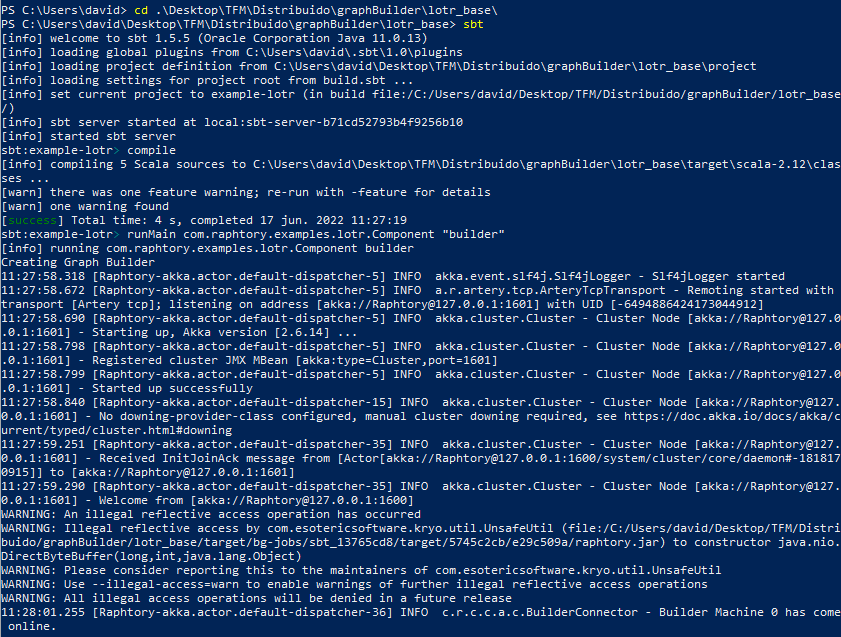 PS C:\Users\david> cd .\Desktop\TFM\Distribuido\graphBuilder\lotr_base\
PS C:\Users\david\Desktop\TFM\Distribuido\graphBuilder\lotr_base> sbt
[info] welcome to sbt 1.5.5 (Oracle Corporation Java 11.0.13)
[info] loading global plugins from C:\Users\david\.sbt\1.0\plugins
[info] loading project definition from C:\Users\david\Desktop\TFM\Distribuido\graphBuilder\lotr_base\project
[info] loading settings for project root from build.sbt ...
[info] set current project to example-lotr (in build file:/C:/Users/david/Desktop/TFM/Distribuido/graphBuilder/lotr_base
/)
[info] sbt server started at local:sbt-server-b71cd52793b4f9256b10
[info] started sbt server
sbt:example-lotr> compile
[info] compiling 5 Scala sources to C:\Users\david\Desktop\TFM\Distribuido\graphBuilder\lotr_base\target\scala-2.12\clas
ses ...
[warn] there was one feature warning; re-run with -feature for details
[warn] one warning found
[success] Total time: 4 s, completed 17 jun. 2022 11:27:19
sbt:example-lotr> runMain com.raphtory.examples.lotr.Component "builder"
[info] running com.raphtory.examples.lotr.Component builder
Creating Graph Builder
11:27:58.318 [Raphtory-akka.actor.default-dispatcher-5] INFO  akka.event.slf4j.Slf4jLogger - Slf4jLogger started
11:27:58.672 [Raphtory-akka.actor.default-dispatcher-5] INFO  a.r.artery.tcp.ArteryTcpTransport - Remoting started with
transport [Artery tcp]; listening on address [akka://Raphtory@127.0.0.1:1601] with UID [-6494886424173044912]
11:27:58.690 [Raphtory-akka.actor.default-dispatcher-5] INFO  akka.cluster.Cluster - Cluster Node [akka://Raphtory@127.0
.0.1:1601] - Starting up, Akka version [2.6.14] ...
11:27:58.798 [Raphtory-akka.actor.default-dispatcher-5] INFO  akka.cluster.Cluster - Cluster Node [akka://Raphtory@127.0
.0.1:1601] - Registered cluster JMX MBean [akka:type=Cluster,port=1601]
11:27:58.799 [Raphtory-akka.actor.default-dispatcher-5] INFO  akka.cluster.Cluster - Cluster Node [akka://Raphtory@127.0
.0.1:1601] - Started up successfully
11:27:58.840 [Raphtory-akka.actor.default-dispatcher-15] INFO  akka.cluster.Cluster - Cluster Node [akka://Raphtory@127.
0.0.1:1601] - No downing-provider-class configured, manual cluster downing required, see https://doc.akka.io/docs/akka/c
urrent/typed/cluster.html#downing
11:27:59.251 [Raphtory-akka.actor.default-dispatcher-35] INFO  akka.cluster.Cluster - Cluster Node [akka://Raphtory@127.
0.0.1:1601] - Received InitJoinAck message from [Actor[akka://Raphtory@127.0.0.1:1600/system/cluster/core/daemon#-181817
0915]] to [akka://Raphtory@127.0.0.1:1601]
11:27:59.290 [Raphtory-akka.actor.default-dispatcher-35] INFO  akka.cluster.Cluster - Cluster Node [akka://Raphtory@127.
0.0.1:1601] - Welcome from [akka://Raphtory@127.0.0.1:1600]
WARNING: An illegal reflective access operation has occurred
WARNING: Illegal reflective access by com.esotericsoftware.kryo.util.UnsafeUtil (file:/C:/Users/david/Desktop/TFM/Distri
buido/graphBuilder/lotr_base/target/bg-jobs/sbt_13765cd8/target/5745c2cb/e29c509a/raphtory.jar) to constructor java.nio.
DirectByteBuffer(long,int,java.lang.Object)
WARNING: Please consider reporting this to the maintainers of com.esotericsoftware.kryo.util.UnsafeUtil
WARNING: Use --illegal-access=warn to enable warnings of further illegal reflective access operations
WARNING: All illegal access operations will be denied in a future release
11:28:01.255 [Raphtory-akka.actor.default-dispatcher-36] INFO  c.r.c.c.a.c.BuilderConnector - Builder Machine 0 has come
 online.